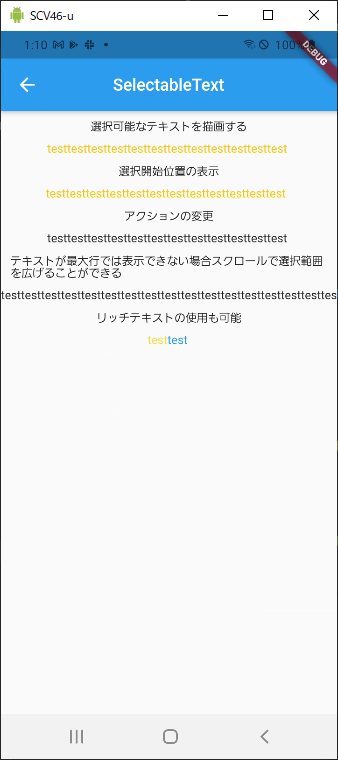 SCV46-u
1:10
100%
DEBUG
SelectableText
選択可能なテキストを描画する
testtesttesttesttesttesttesttesttesttesttesttest
選択開始位置の表示
testtesttesttesttesttesttesttesttesttesttesttest
アクションの変更
testtesttesttesttesttesttesttesttesttesttesttest
テキストが最大行では表示できない場合スクロールで選択範囲
を広げることができる
testtesttesttesttesttesttesttesttesttesttesttesttesttesttesttesttes
リッチテキストの使用も可能
testtest